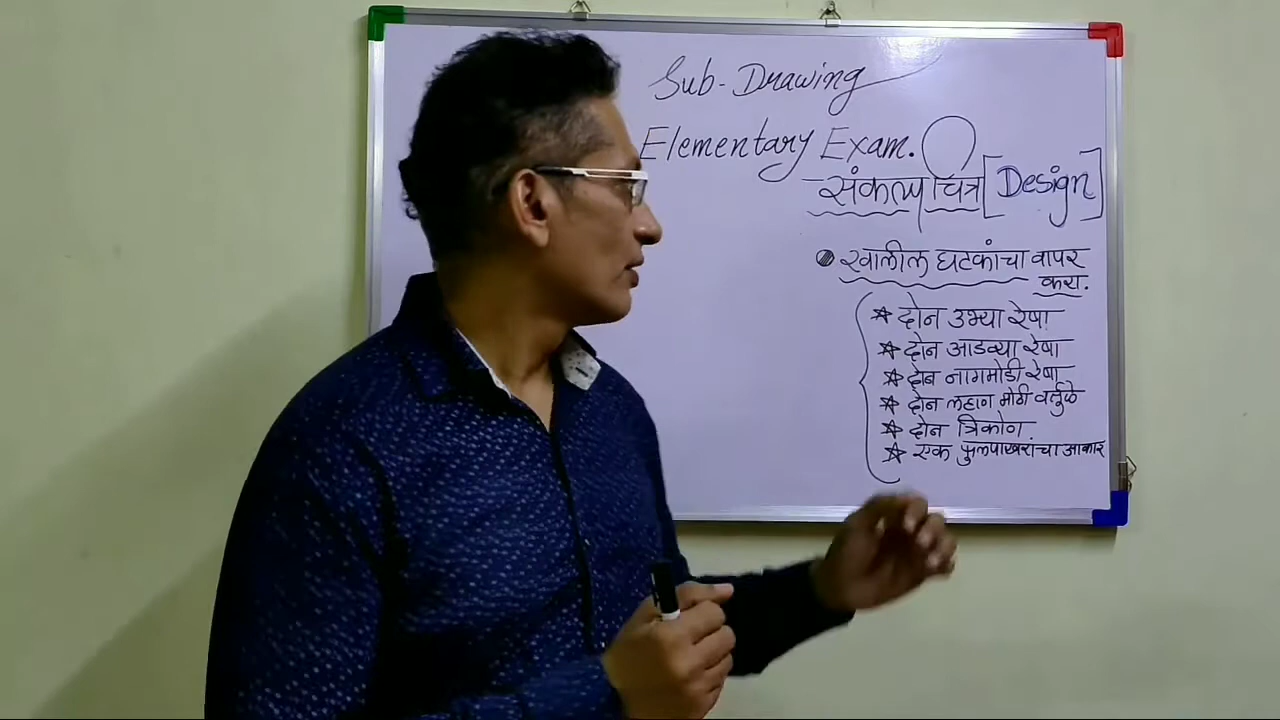 Sub-Drawing
Elementary Exam.
संकल्प चित्र [Design]
खालील घटकांचा वापर
करा.
दोन उभ्या रेषा
दोन आडव्या रेषा
दोन नागमोडी रेषा
दोन लहान मोठी वर्तुळे
दोन त्रिकोण.
एक फुलपाखरांचा आकार